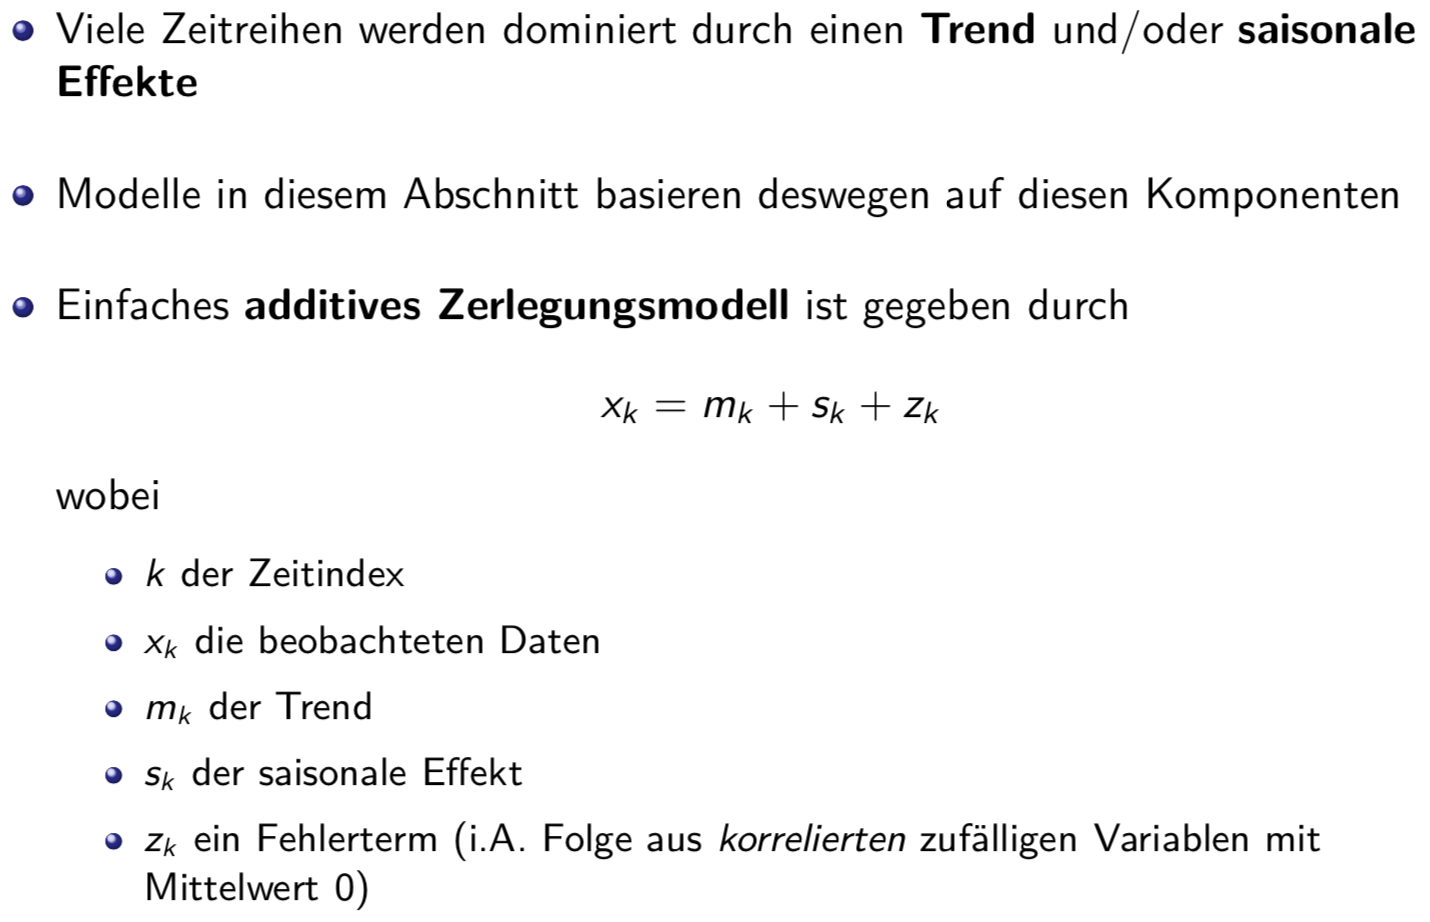 Viele Zeitreihen werden dominiert durch einen Trend und/oder saisonale
Effekte
Modelle in diesem Abschnitt basieren deswegen auf diesen Komponenten
Einfaches additives Zerlegungsmodell ist gegeben durch
x_k = m_k + s_k + z_k
wobei
k der Zeitindex
x_k die beobachteten Daten
m_k der Trend
s_k der saisonale Effekt
z_k ein Fehlerterm (i.A. Folge aus korrelierten zufälligen Variablen mit
Mittelwert 0)